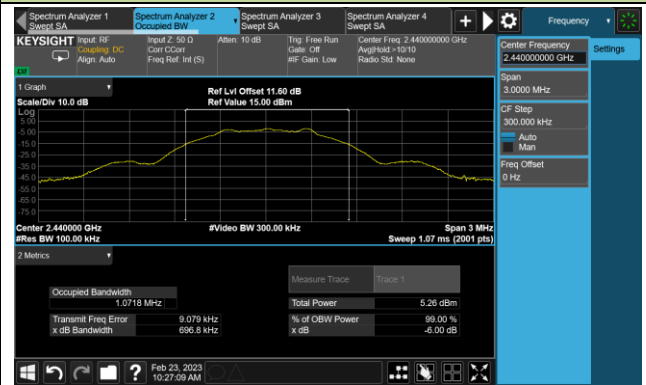 Spectrum Analyzer 1
Swept SA
Spectrum Analyzer 2
Occupied BW
Spectrum Analyzer 3
Swept SA
Spectrum Analyzer 4
Swept SA
Frequency
KEYSIGHT
Input: RF
Coupling: DC
Align: Auto
Input Z: 50 Ω
Corr CCorr
Freq Ref: Int (S)
Atten: 10 dB
Trig: Free Run
Gate: Off
#IF Gain: Low
Center Freq: 2.440000000 GHz
Avg|Hold:>10/10
Radio Std: None
1 Graph
Scale/Div 10.0 dB
Ref Lvl Offset 11.60 dB
Ref Value 15.00 dBm
Log
5.00
-5.00
-15.0
-25.0
-35.0
-45.0
-55.0
-65.0
-75.0
Center 2.440000 GHz
#Res BW 100.00 kHz
#Video BW 300.00 kHz
Span 3 MHz
Sweep 1.07 ms (2001 pts)
2 Metrics
Measure Trace
Trace 1
Occupied Bandwidth
1.0718 MHz
Total Power
5.26 dBm
Transmit Freq Error
9.079 kHz
% of OBW Power
99.00 %
x dB Bandwidth
696.8 kHz
x dB
-6.00 dB
Feb 23, 2023
10:27:09 AM
Center Frequency
2.440000000 GHz
Settings
Span
3.0000 MHz
CF Step
300.000 kHz
Auto
Man
Freq Offset
0 Hz